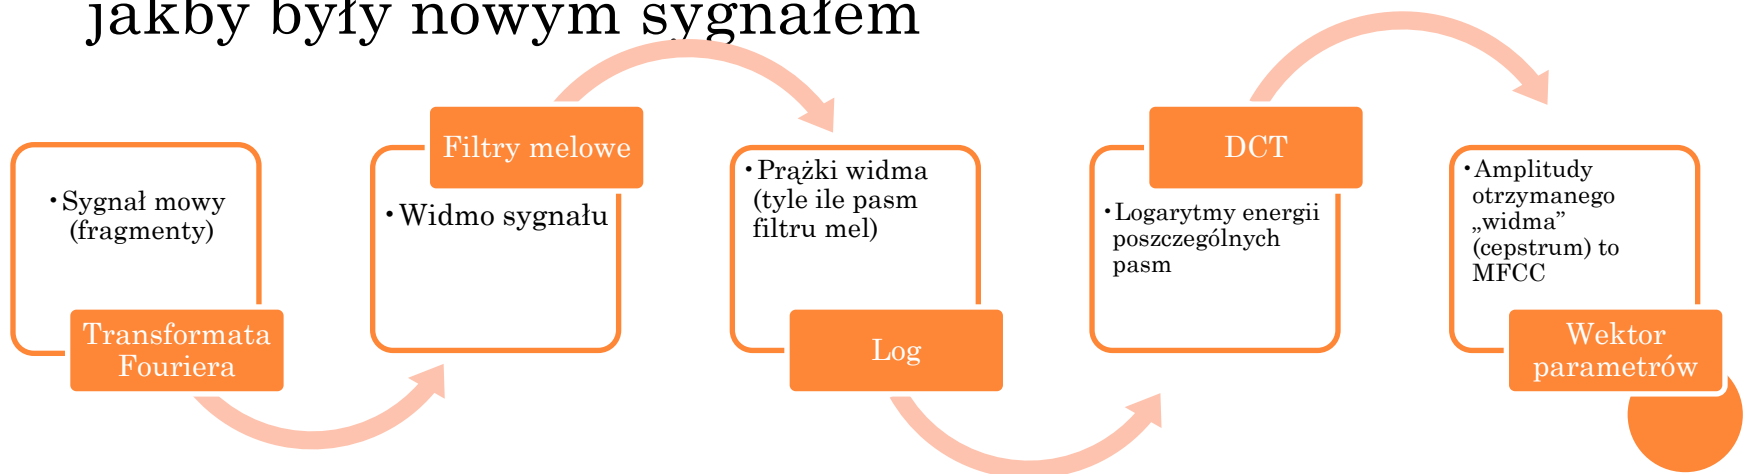 jakby były nowym sygnałem
•Sygnał mowy
(fragmenty)
Transformata
Fouriera
Filtry melowe
•Widmo sygnału
•Prążki widma
(tyle ile pasm
filtru mel)
Log
DCT
•Logarytmy energii
poszczególnych
pasm
•Amplitudy
otrzymanego
„widma”
(cepstrum) to
MFCC
Wektor
parametrów